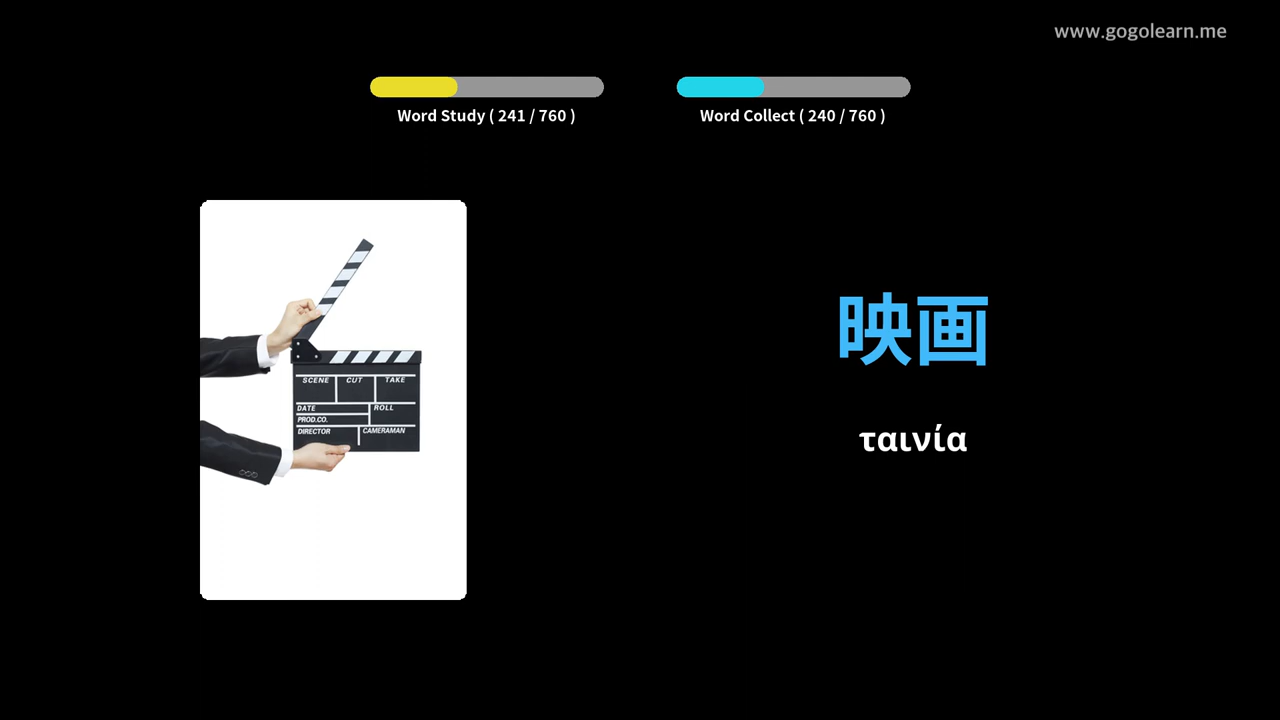 www.gogolearn.me
Word Study ( 241 / 760 )
Word Collect ( 240 / 760 )
SCENE CUT TAKE
DATE ROLL
PROD.CO.
DIRECTOR CAMERAMAN
映画
ταινία